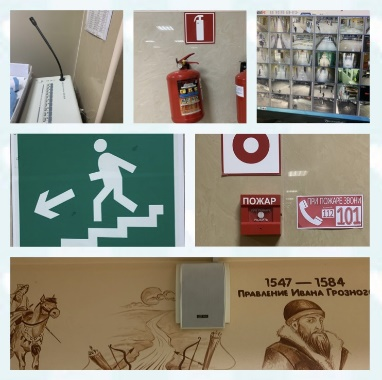 ПОЖАР
ПРИ ПОЖАРЕ ЗВОНИ
112 101
1547 — 1584
Правление Ивана Грозного